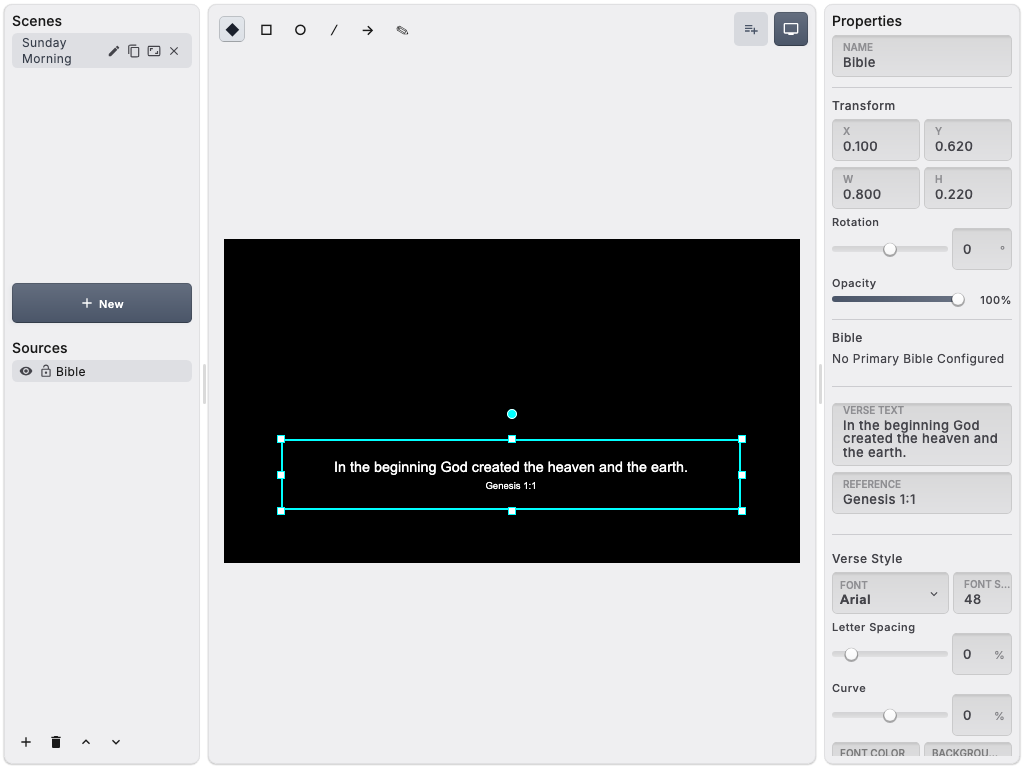 Scenes
Sunday
Morning
New
Sources
Bible
In the beginning God created the heaven and the earth.
Genesis 1:1
Properties
NAME
Bible
Transform
X
0.100
Y
0.620
W
0.800
H
0.220
Rotation
0
°
Opacity
100%
Bible
No Primary Bible Configured
VERSE TEXT
In the beginning God
created the heaven and
the earth.
REFERENCE
Genesis 1:1
Verse Style
FONT
Arial
FONT S...
48
Letter Spacing
0
%
Curve
0
%
FONT COLOR
BACKGROU...